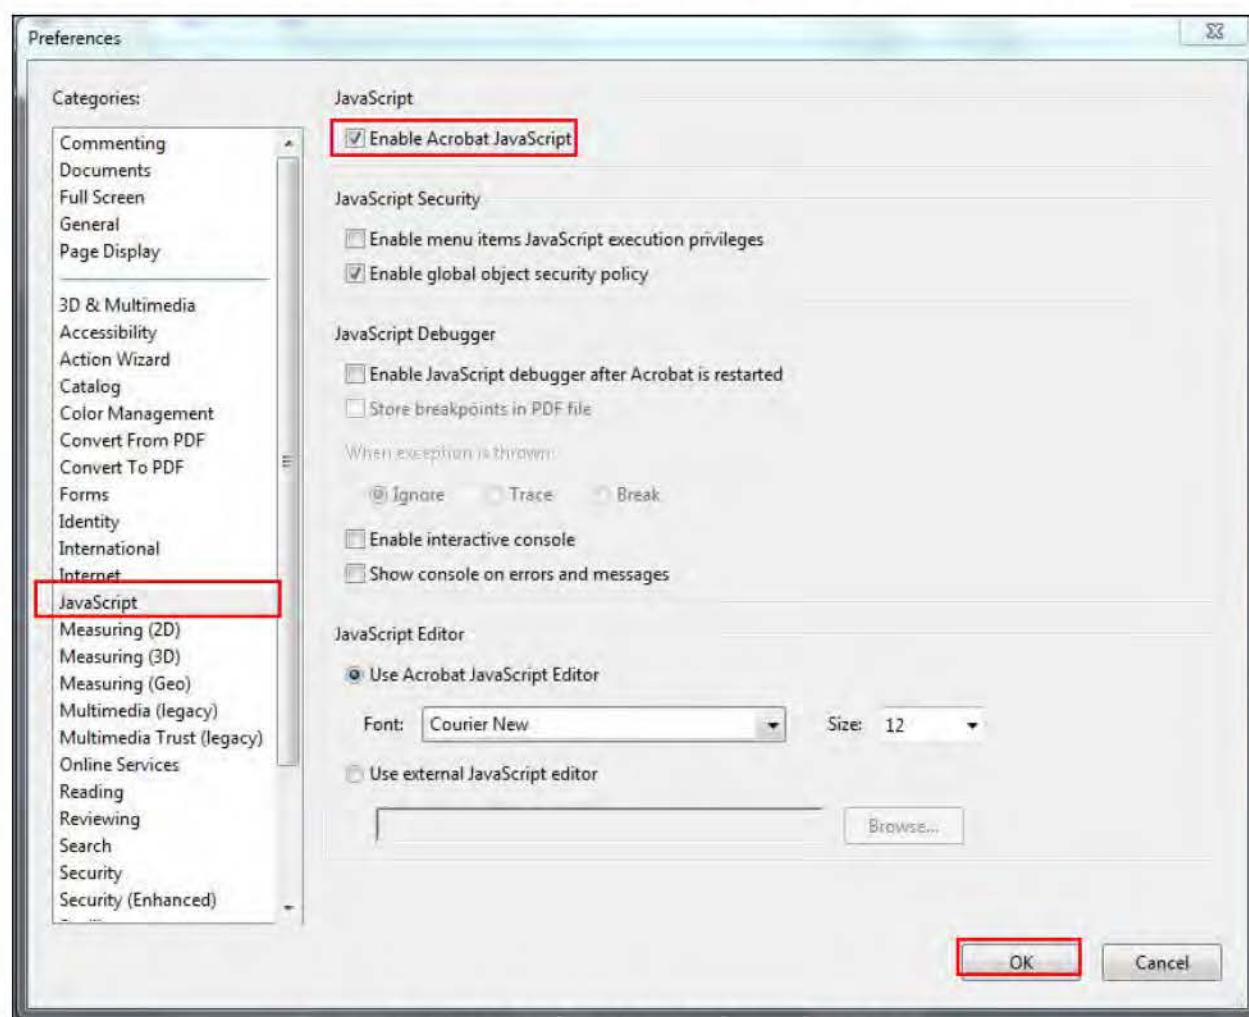 Preferences
Categories:
Commenting
Documents
Full Screen
General
Page Display
3D & Multimedia
Accessibility
Action Wizard
Catalog
Color Management
Convert From PDF
Convert To PDF
Forms
Identity
International
Internet
JavaScript
Measuring (2D)
Measuring (3D)
Measuring (Geo)
Multimedia (legacy)
Multimedia Trust (legacy)
Online Services
Reading
Reviewing
Search
Security
Security (Enhanced)
JavaScript
Enable Acrobat JavaScript
JavaScript Security
Enable menu items JavaScript execution privileges
Enable global object security policy
JavaScript Debugger
Enable JavaScript debugger after Acrobat is restarted
Store breakpoints in PDF file
When exception is thrown:
Ignore Trace Break
Enable interactive console
Show console on errors and messages
JavaScript Editor
Use Acrobat JavaScript Editor
Font: Courier New Size: 12
Use external JavaScript editor
Browse...
OK Cancel